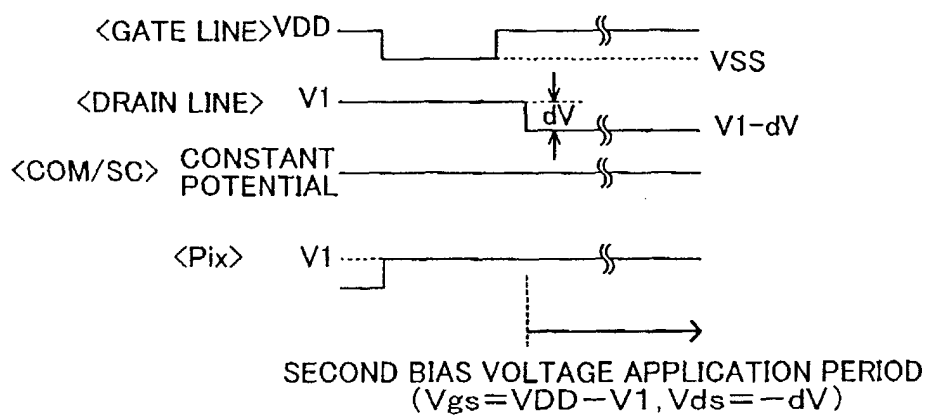 <GATE LINE> VDD
VSS
<DRAIN LINE> V1
dV
V1-dV
<COM/SC> CONSTANT POTENTIAL
<Pix> V1
SECOND BIAS VOLTAGE APPLICATION PERIOD
(Vgs=VDD-V1, Vds=-dV)